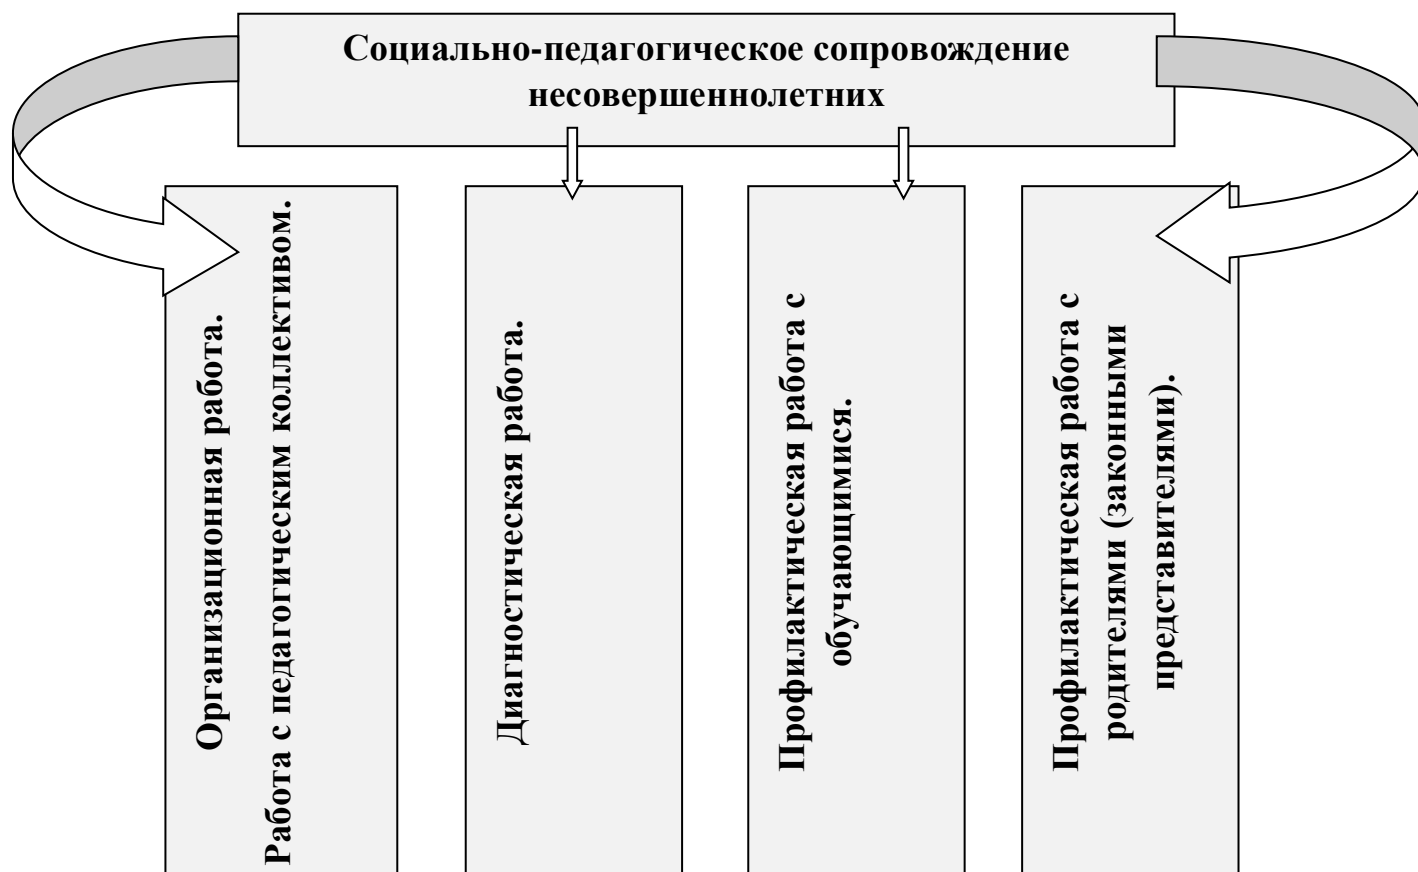 Социально-педагогическое сопровождение
несовершеннолетних
Организационная работа.
Работа с педагогическим коллективом.
Диагностическая работа.
Профилактическая работа с
обучающимися.
Профилактическая работа с
родителями (законными
представителями).